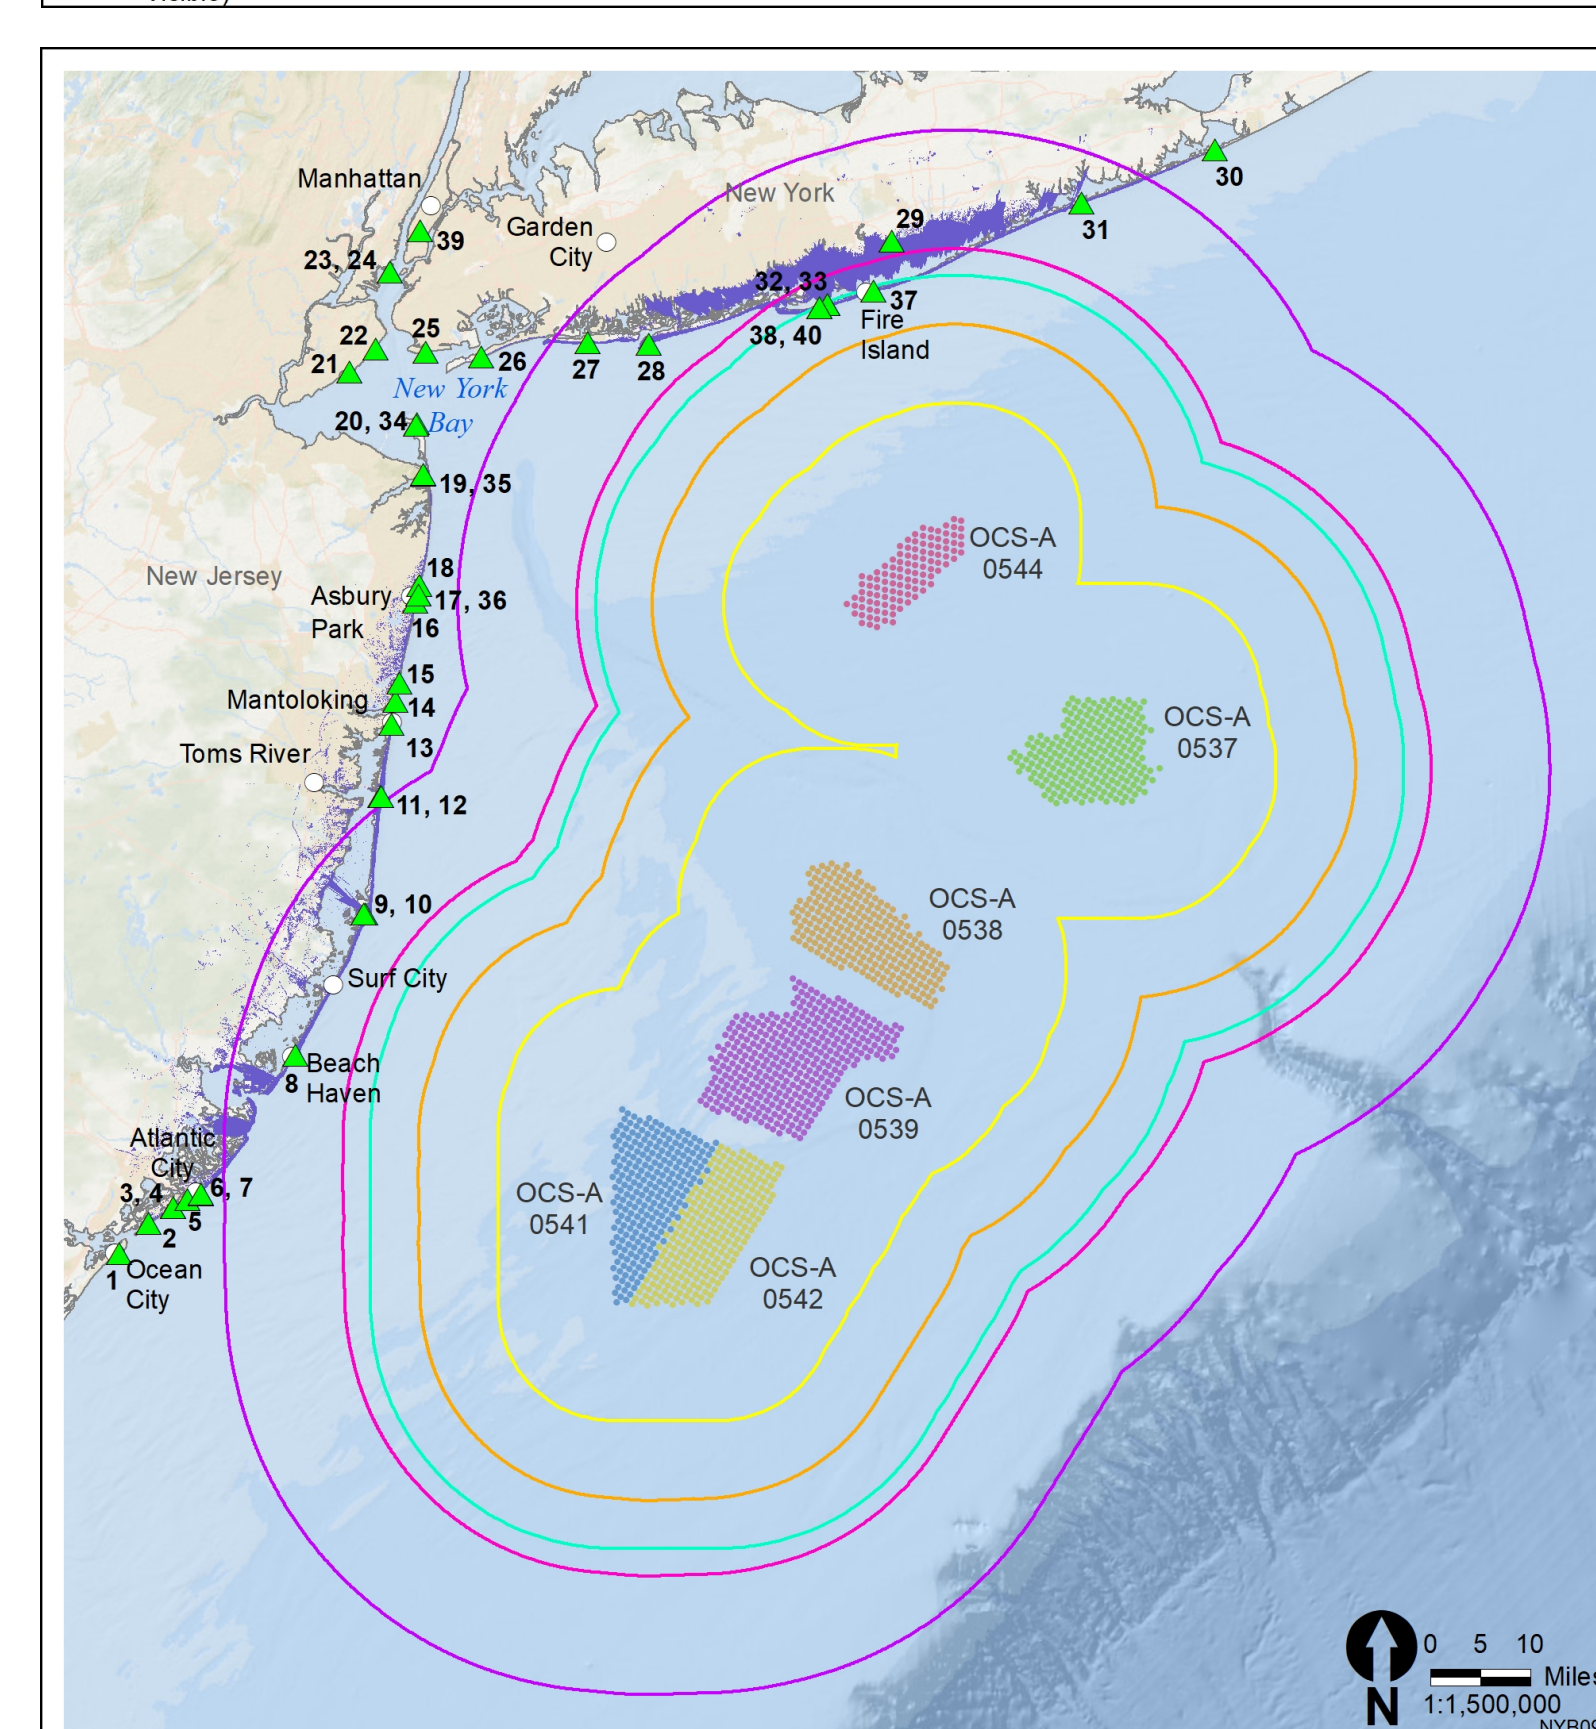 Manhattan
New York
30
29
Garden
City
39
31
23, 24
32, 33
37
Fire
Island
38, 40
22
25
21
26
27
28
New York
Bay
20, 34
19, 35
OCS-A
0544
18
New Jersey
Asbury
Park
17, 36
16
15
Mantoloking
14
OCS-A
0537
13
Toms River
11, 12
9, 10
OCS-A
0538
Surf City
Beach
Haven
8
OCS-A
0539
Atlantic
City
3, 4
6, 7
5
2
OCS-A
0541
1
Ocean
City
OCS-A
0542
0 5 10
Miles
N
1:1,500,000